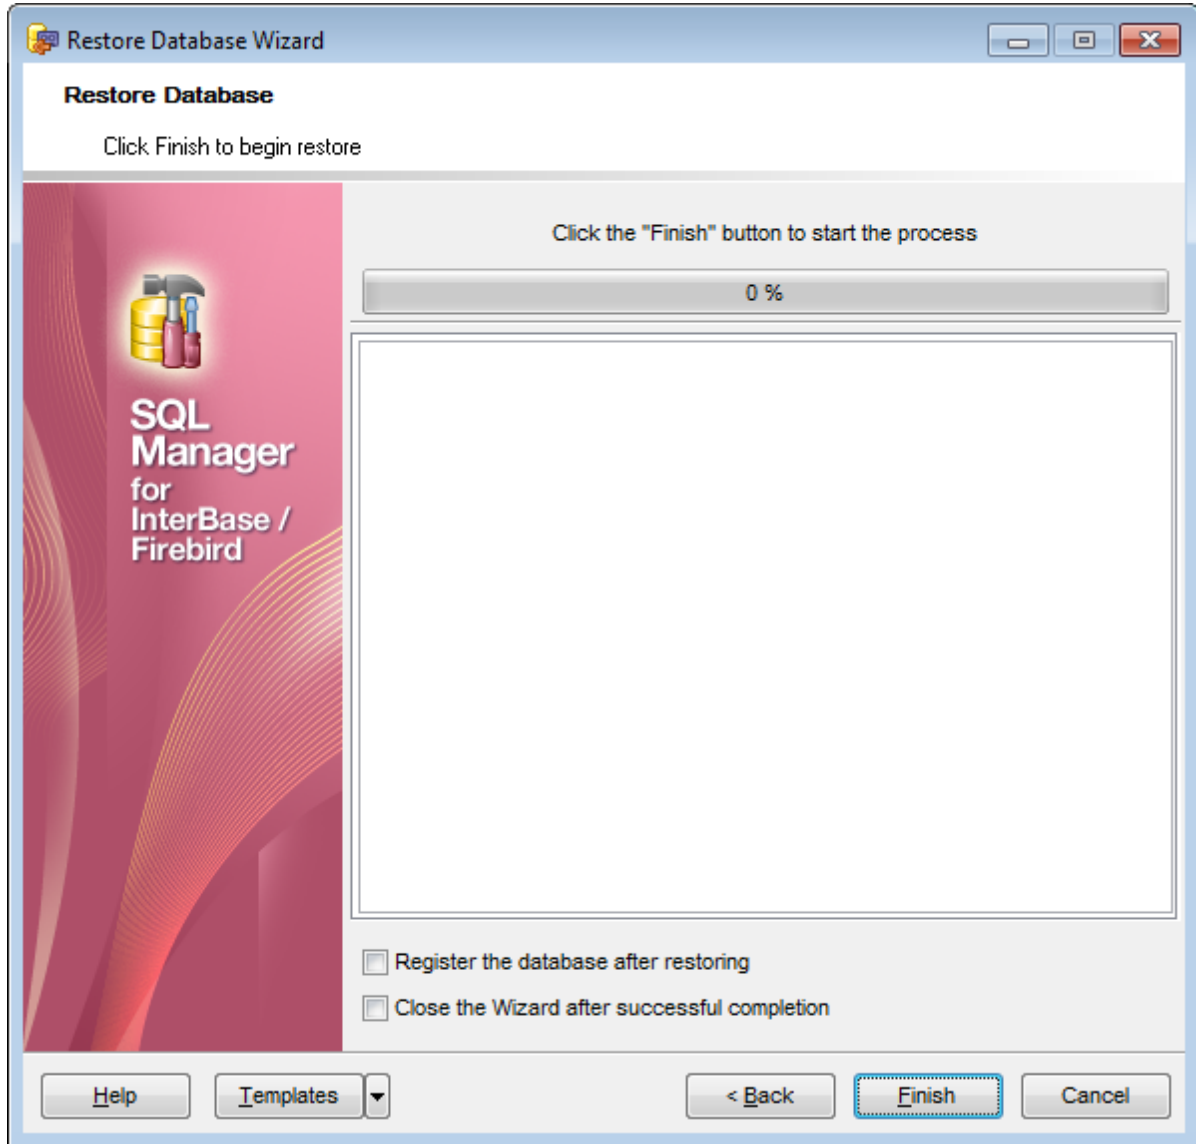 Restore Database Wizard
Restore Database
Click Finish to begin restore
Click the "Finish" button to start the process
0 %
SQL
Manager
for
InterBase /
Firebird
Register the database after restoring
Close the Wizard after successful completion
Help
Templates
< Back
Finish
Cancel